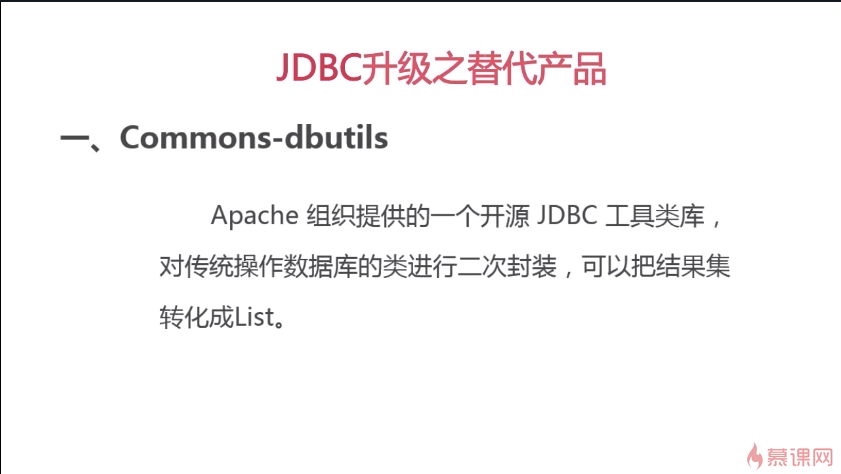 JDBC升级之替代产品
一、Commons-dbutils
Apache 组织提供的一个开源 JDBC 工具类库，
对传统操作数据库的类进行二次封装，可以把结果集
转化成List。
慕课网